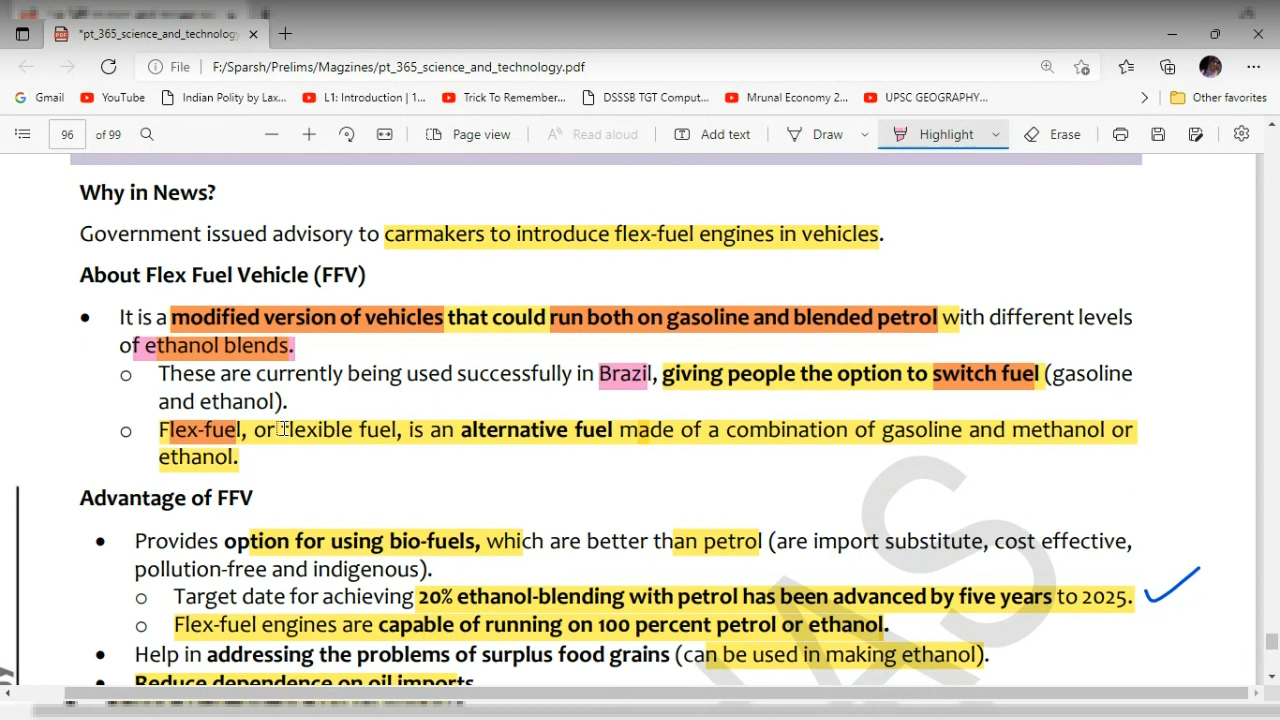 *pt_365_science_and_technology
File F:/Sparsh/Prelims/Magzines/pt_365_science_and_technology.pdf
Gmail YouTube Indian Polity by Lax... L1: Introduction | 1... Trick To Remember... DSSSB TGT Comput... Mrunal Economy 2... UPSC GEOGRAPHY... Other favorites
96 of 99 Page view Read aloud Add text Draw Highlight Erase
Why in News?
Government issued advisory to carmakers to introduce flex-fuel engines in vehicles.
About Flex Fuel Vehicle (FFV)
• It is a modified version of vehicles that could run both on gasoline and blended petrol with different levels
of ethanol blends.
o These are currently being used successfully in Brazil, giving people the option to switch fuel (gasoline
and ethanol).
o Flex-fuel, or flexible fuel, is an alternative fuel made of a combination of gasoline and methanol or
ethanol.
Advantage of FFV
• Provides option for using bio-fuels, which are better than petrol (are import substitute, cost effective,
pollution-free and indigenous).
o Target date for achieving 20% ethanol-blending with petrol has been advanced by five years to 2025.
o Flex-fuel engines are capable of running on 100 percent petrol or ethanol.
• Help in addressing the problems of surplus food grains (can be used in making ethanol).
• Reduce dependence on oil imports